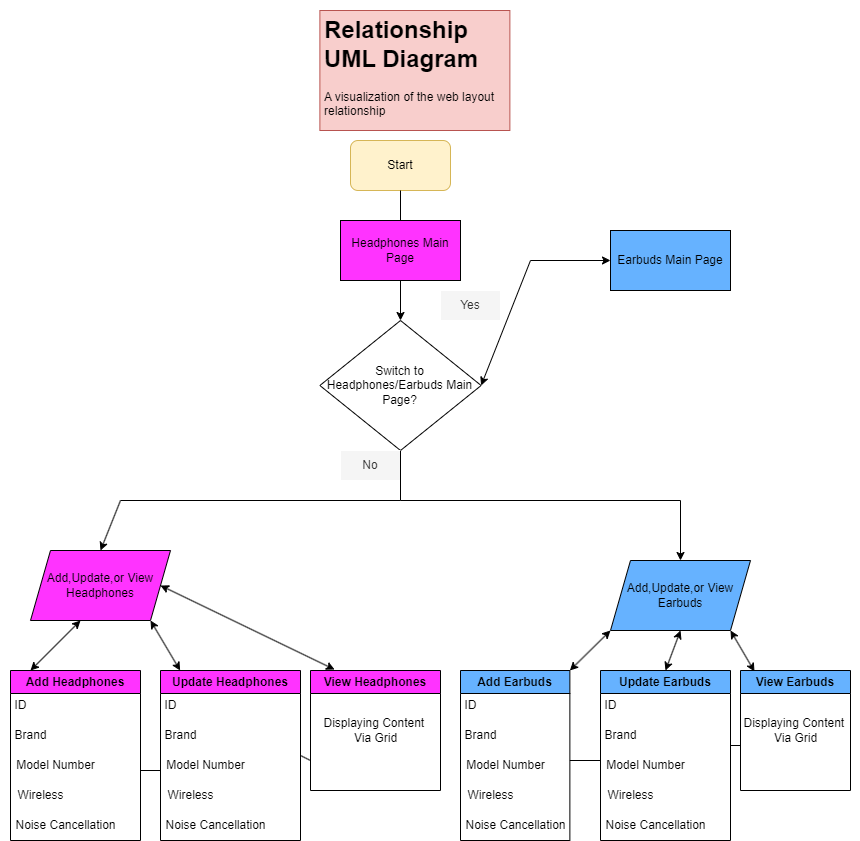 Relationship
UML Diagram
A visualization of the web layout
relationship
Start
Headphones Main
Page
Earbuds Main Page
Yes
Switch to
Headphones/Earbuds Main
Page?
No
Add,Update,or View
Headphones
Add,Update,or View
Earbuds
Add Headphones
ID
Brand
Model Number
Wireless
Noise Cancellation
Update Headphones
ID
Brand
Model Number
Wireless
Noise Cancellation
View Headphones
Displaying Content
Via Grid
Add Earbuds
ID
Brand
Model Number
Wireless
Noise Cancellation
Update Earbuds
ID
Brand
Model Number
Wireless
Noise Cancellation
View Earbuds
Displaying Content
Via Grid